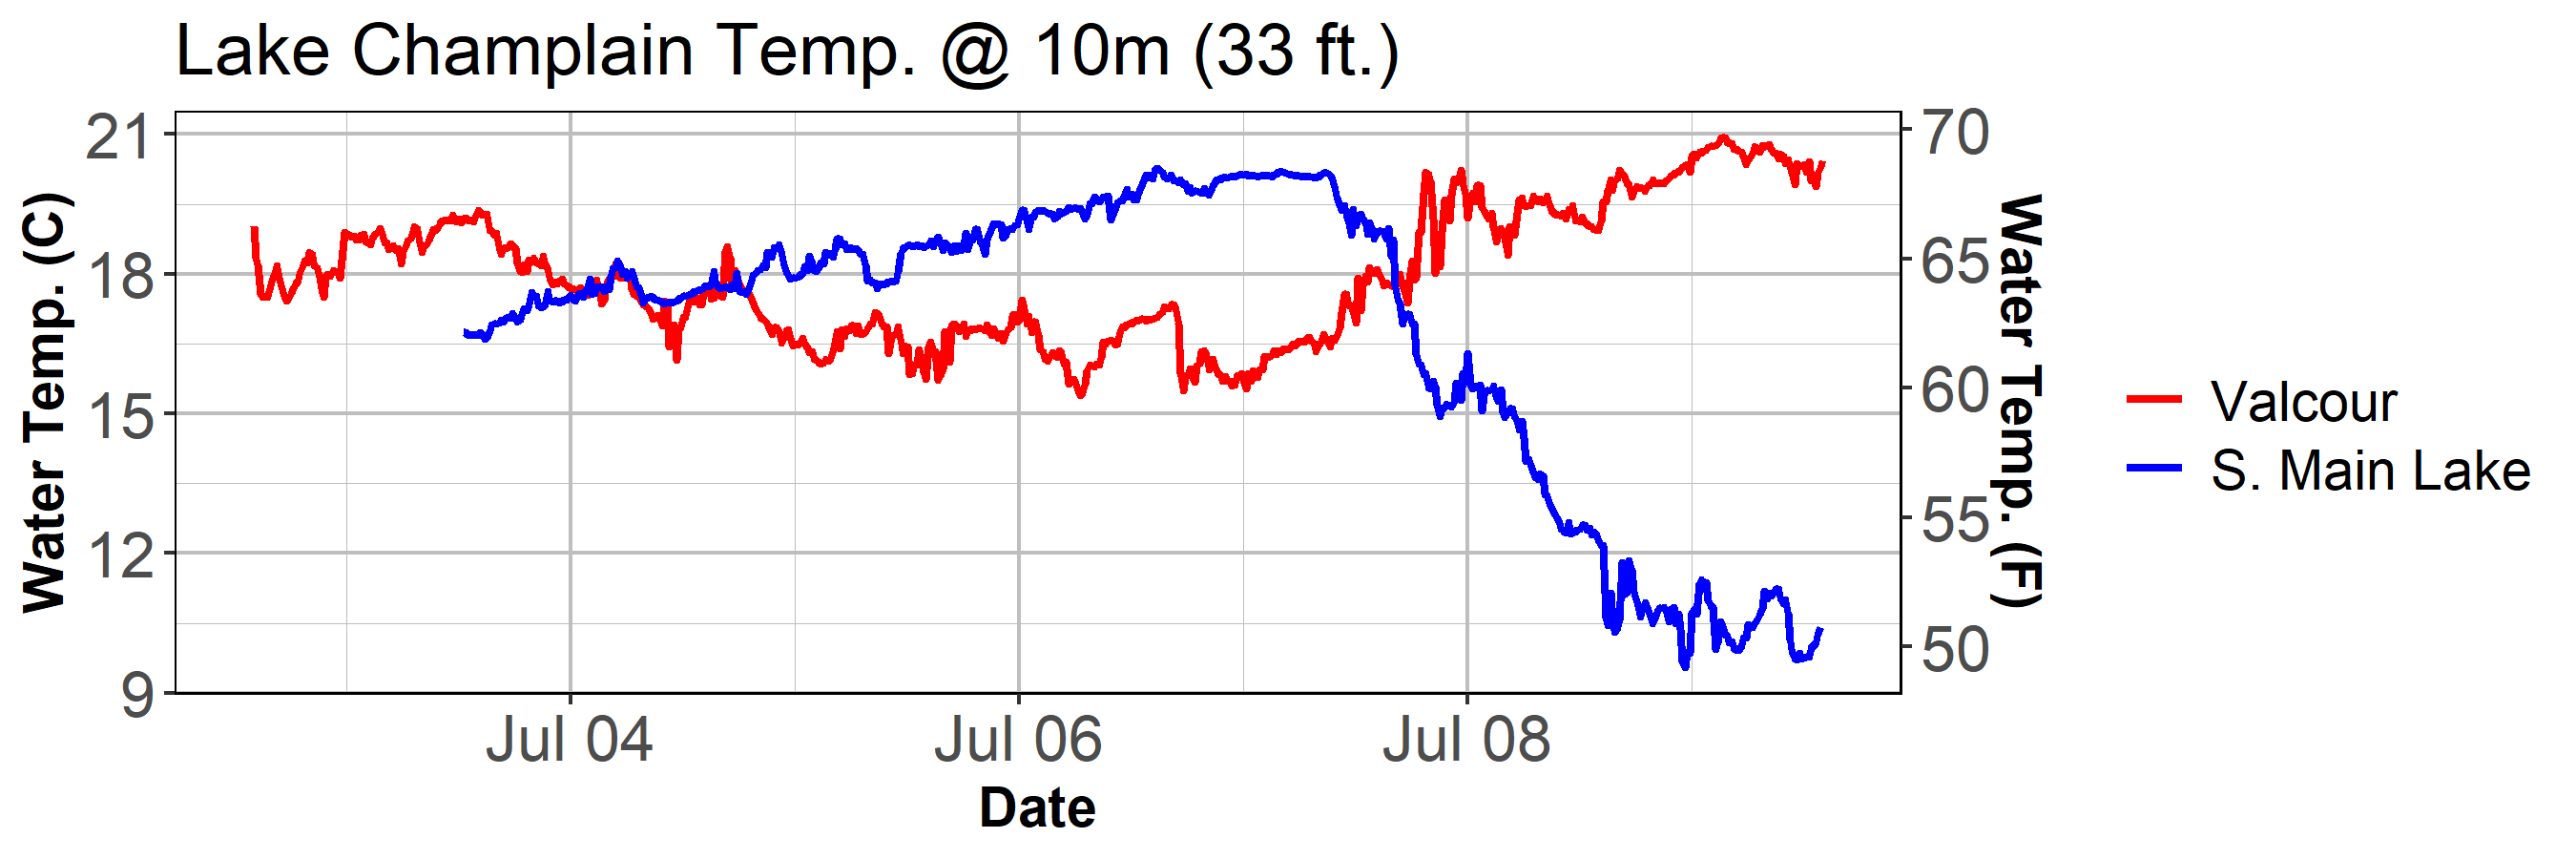 Lake Champlain Temp. @ 10m (33 ft.)
Water Temp. (C)
21
18
15
12
9
70
65
60
55
50
Water Temp. (F)
Jul 04
Jul 06
Jul 08
Date
Valcour
S. Main Lake